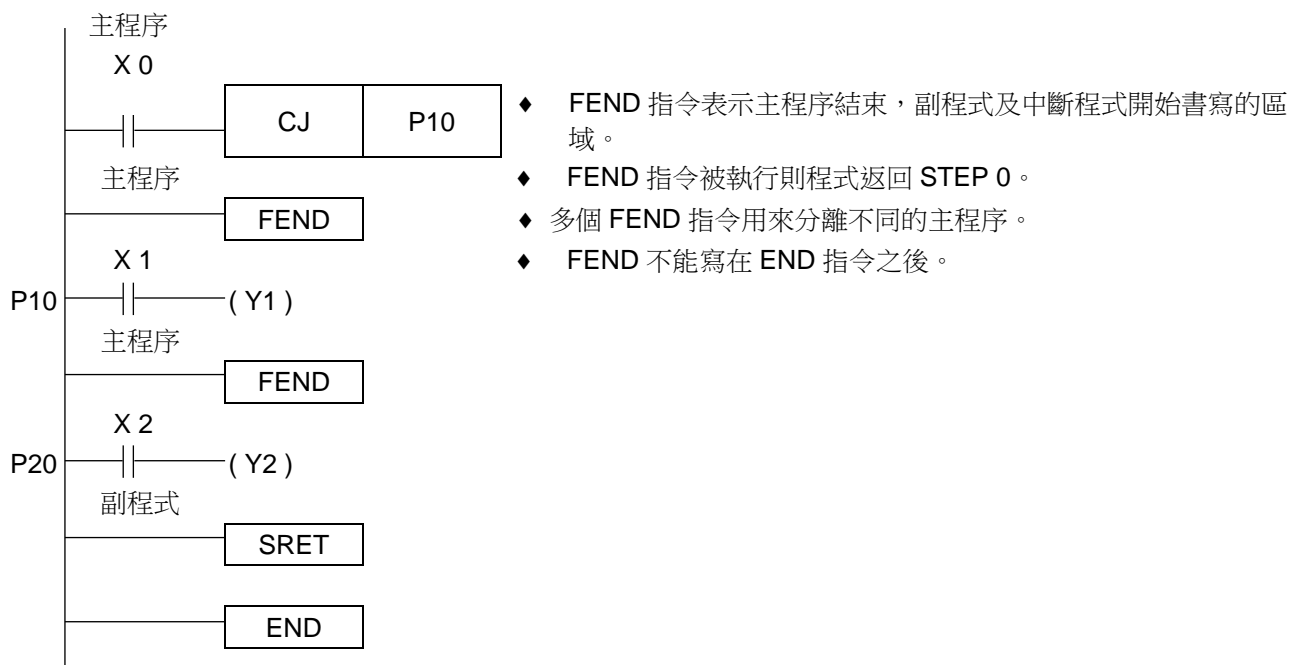 主程序
X 0
CJ P10
主程序
FEND
X 1
P10 ( Y1 )
主程序
FEND
X 2
P20 ( Y2 )
副程式
SRET
END
♦ FEND 指令表示主程序結束，副程式及中斷程式開始書寫的區
域。
♦ FEND 指令被執行則程式返回 STEP 0。
♦ 多個 FEND 指令用來分離不同的主程序。
♦ FEND 不能寫在 END 指令之後。